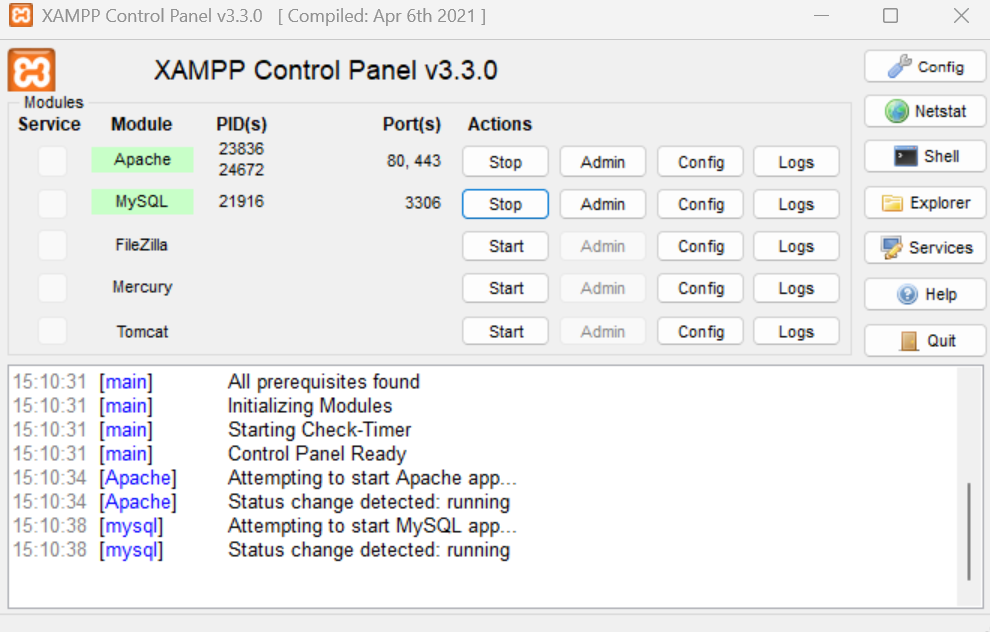 XAMPP Control Panel v3.3.0 [ Compiled: Apr 6th 2021 ]
XAMPP Control Panel v3.3.0
Config
Modules
Service Module PID(s) Port(s) Actions
Netstat
Apache 23836 24672 80, 443 Stop Admin Config Logs
Shell
MySQL 21916 3306 Stop Admin Config Logs
Explorer
FileZilla Start Admin Config Logs
Services
Mercury Start Admin Config Logs
Help
Tomcat Start Admin Config Logs
Quit
15:10:31 [main] All prerequisites found
15:10:31 [main] Initializing Modules
15:10:31 [main] Starting Check-Timer
15:10:31 [main] Control Panel Ready
15:10:34 [Apache] Attempting to start Apache app...
15:10:34 [Apache] Status change detected: running
15:10:38 [mysql] Attempting to start MySQL app...
15:10:38 [mysql] Status change detected: running